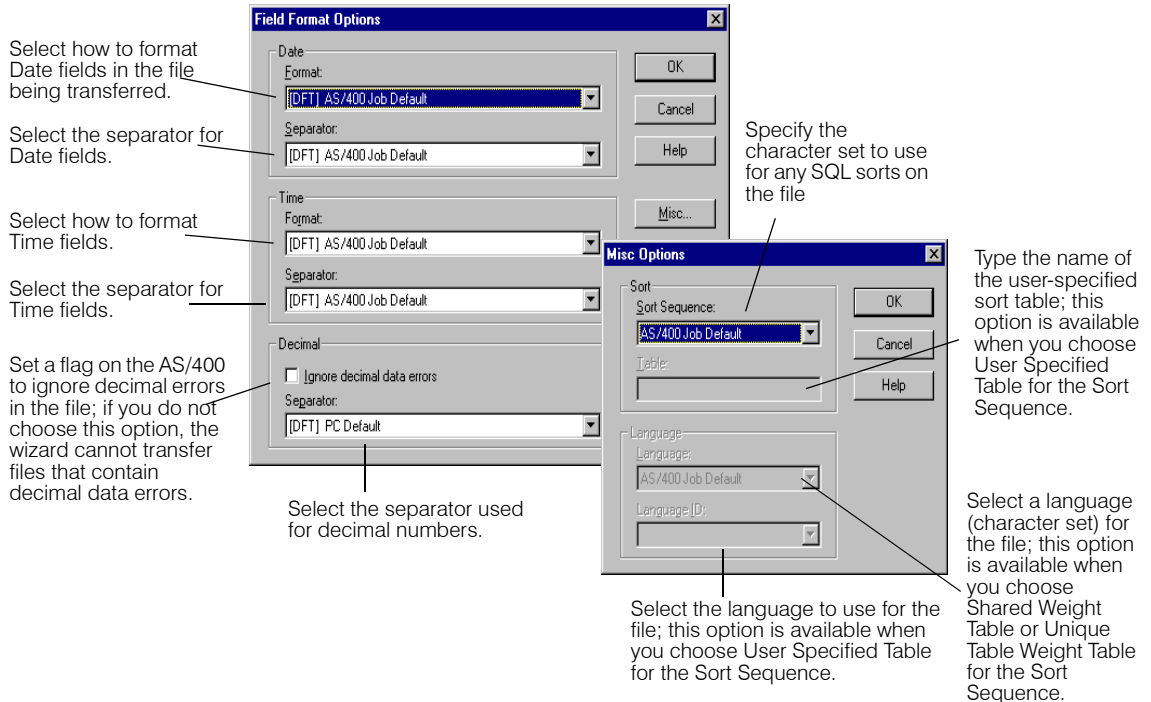 Field Format Options
Select how to format
Date fields in the file
being transferred.
Date
Format:
[DFT] AS/400 Job Default
OK
Cancel
Select the separator for
Date fields.
Separator:
[DFT] AS/400 Job Default
Help
Specify the
character set to use
for any SQL sorts on
the file
Select how to format
Time fields.
Time
Format:
[DFT] AS/400 Job Default
Misc...
Select the separator for
Time fields.
Separator:
[DFT] AS/400 Job Default
Set a flag on the AS/400
to ignore decimal errors
in the file; if you do not
choose this option, the
wizard cannot transfer
files that contain
decimal data errors.
Decimal
Ignore decimal data errors
Separator:
[DFT] PC Default
Select the separator used
for decimal numbers.
Misc Options
Sort
Sort Sequence:
AS/400 Job Default
Table:
OK
Cancel
Help
Type the name of
the user-specified
sort table; this
option is available
when you choose
User Specified
Table for the Sort
Sequence.
Language
Language:
AS/400 Job Default
Language ID:
Select the language to use for the
file; this option is available when
you choose User Specified Table
for the Sort Sequence.
Select a language
(character set) for
the file; this option
is available when
you choose
Shared Weight
Table or Unique
Table Weight Table
for the Sort
Sequence.